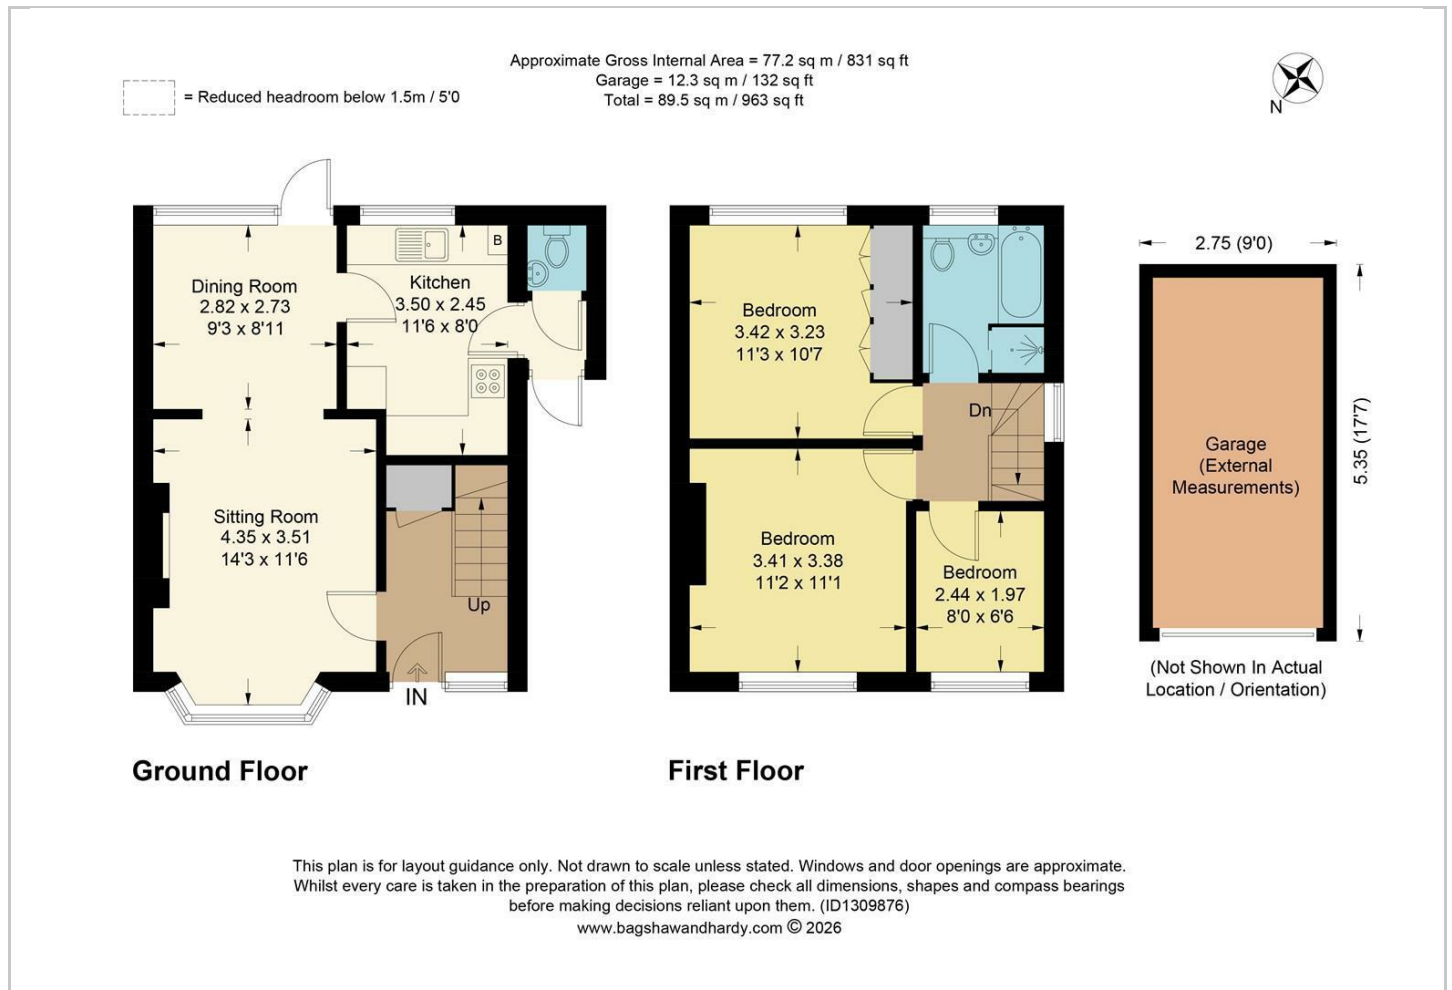 Approximate Gross Internal Area = 77.2 sq m / 831 sq ft
Garage = 12.3 sq m / 132 sq ft
Total = 89.5 sq m / 963 sq ft
= Reduced headroom below 1.5m / 5'0
N
Dining Room
2.82 x 2.73
9'3 x 8'11
Kitchen
3.50 x 2.45
11'6 x 8'0
B
Sitting Room
4.35 x 3.51
14'3 x 11'6
Up
IN
Ground Floor
Bedroom
3.42 x 3.23
11'3 x 10'7
Dn
Bedroom
3.41 x 3.38
11'2 x 11'1
Bedroom
2.44 x 1.97
8'0 x 6'6
First Floor
2.75 (9'0)
5.35 (17'7)
Garage
(External
Measurements)
(Not Shown In Actual
Location / Orientation)
This plan is for layout guidance only. Not drawn to scale unless stated. Windows and door openings are approximate.
Whilst every care is taken in the preparation of this plan, please check all dimensions, shapes and compass bearings
before making decisions reliant upon them. (ID1309876)
www.bagshawandhardy.com © 2026